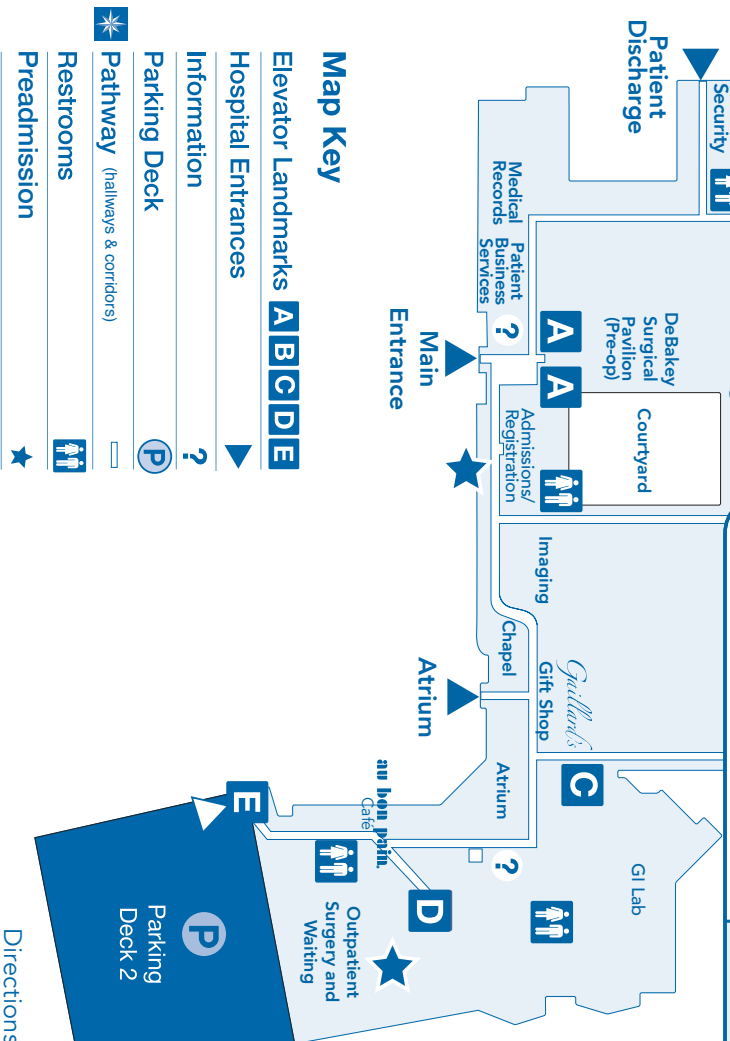 Map Key
Elevator Landmarks A B C D E
Hospital Entrances
Information ?
Parking Deck P
Pathway (hallways & corridors)
Restrooms
Preadmission
Patient
Discharge
Security
Medical
Records
Patient
Business
Services
?
Main
Entrance
A
A
DeBakey
Surgical
Pavilion
(Pre-op)
Courtyard
Admissions/
Registration
Imaging
Chapel
Gaillard's
Gift Shop
Atrium
Atrium
C
GI Lab
?
au bon pain.
Café
E
D
Outpatient
Surgery and
Waiting
P
Parking
Deck 2
Directions